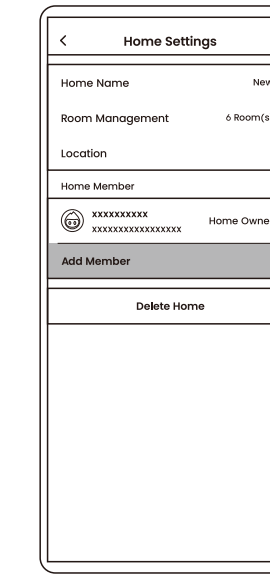 Home Settings
Home Name New
Room Management 6 Room(s
Location
Home Member
xxxxxxxxxx
xxxxxxxxxxxxxxxxx Home Owne
Add Member
Delete Home